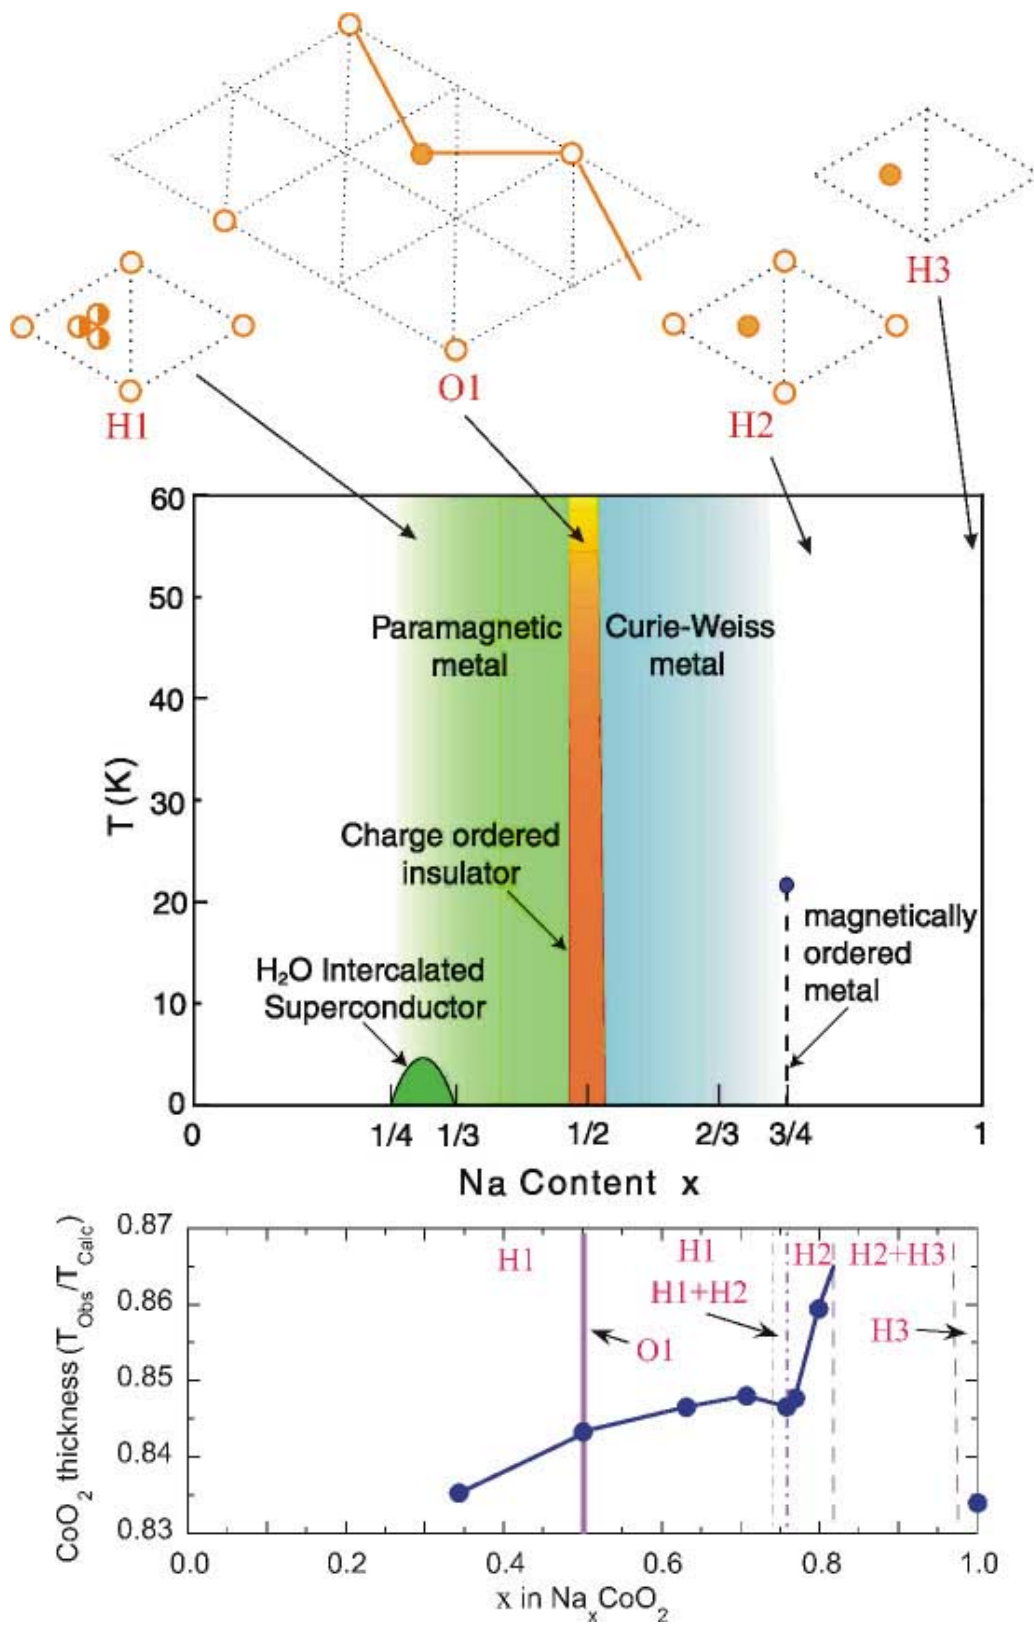 H3
H1
O1
H2
60
50
40
30
20
10
0
T (K)
Paramagnetic
metal
Curie-Weiss
metal
Charge ordered
insulator
H₂O Intercalated
Superconductor
magnetically
ordered
metal
0
1/4
1/3
1/2
2/3
3/4
1
Na Content x
CoO₂ thickness (T_Obs/T_Calc)
0.87
0.86
0.85
0.84
0.83
H1
H1
H1+H2
H2
H2+H3
O1
H3
0.0
0.2
0.4
0.6
0.8
1.0
x in NaₓCoO₂